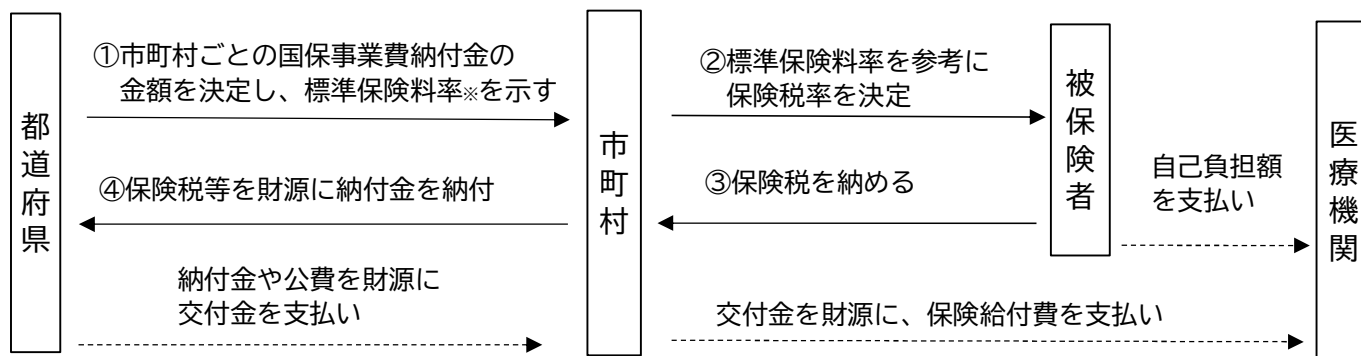 都道府県
①市町村ごとの国保事業費納付金の
金額を決定し、標準保険料率※を示す
④保険税等を財源に納付金を納付
納付金や公費を財源に
交付金を支払い
市町村
②標準保険料率を参考に
保険税率を決定
③保険税を納める
被保険者
自己負担額
を支払い
交付金を財源に、保険給付費を支払い
医療機関